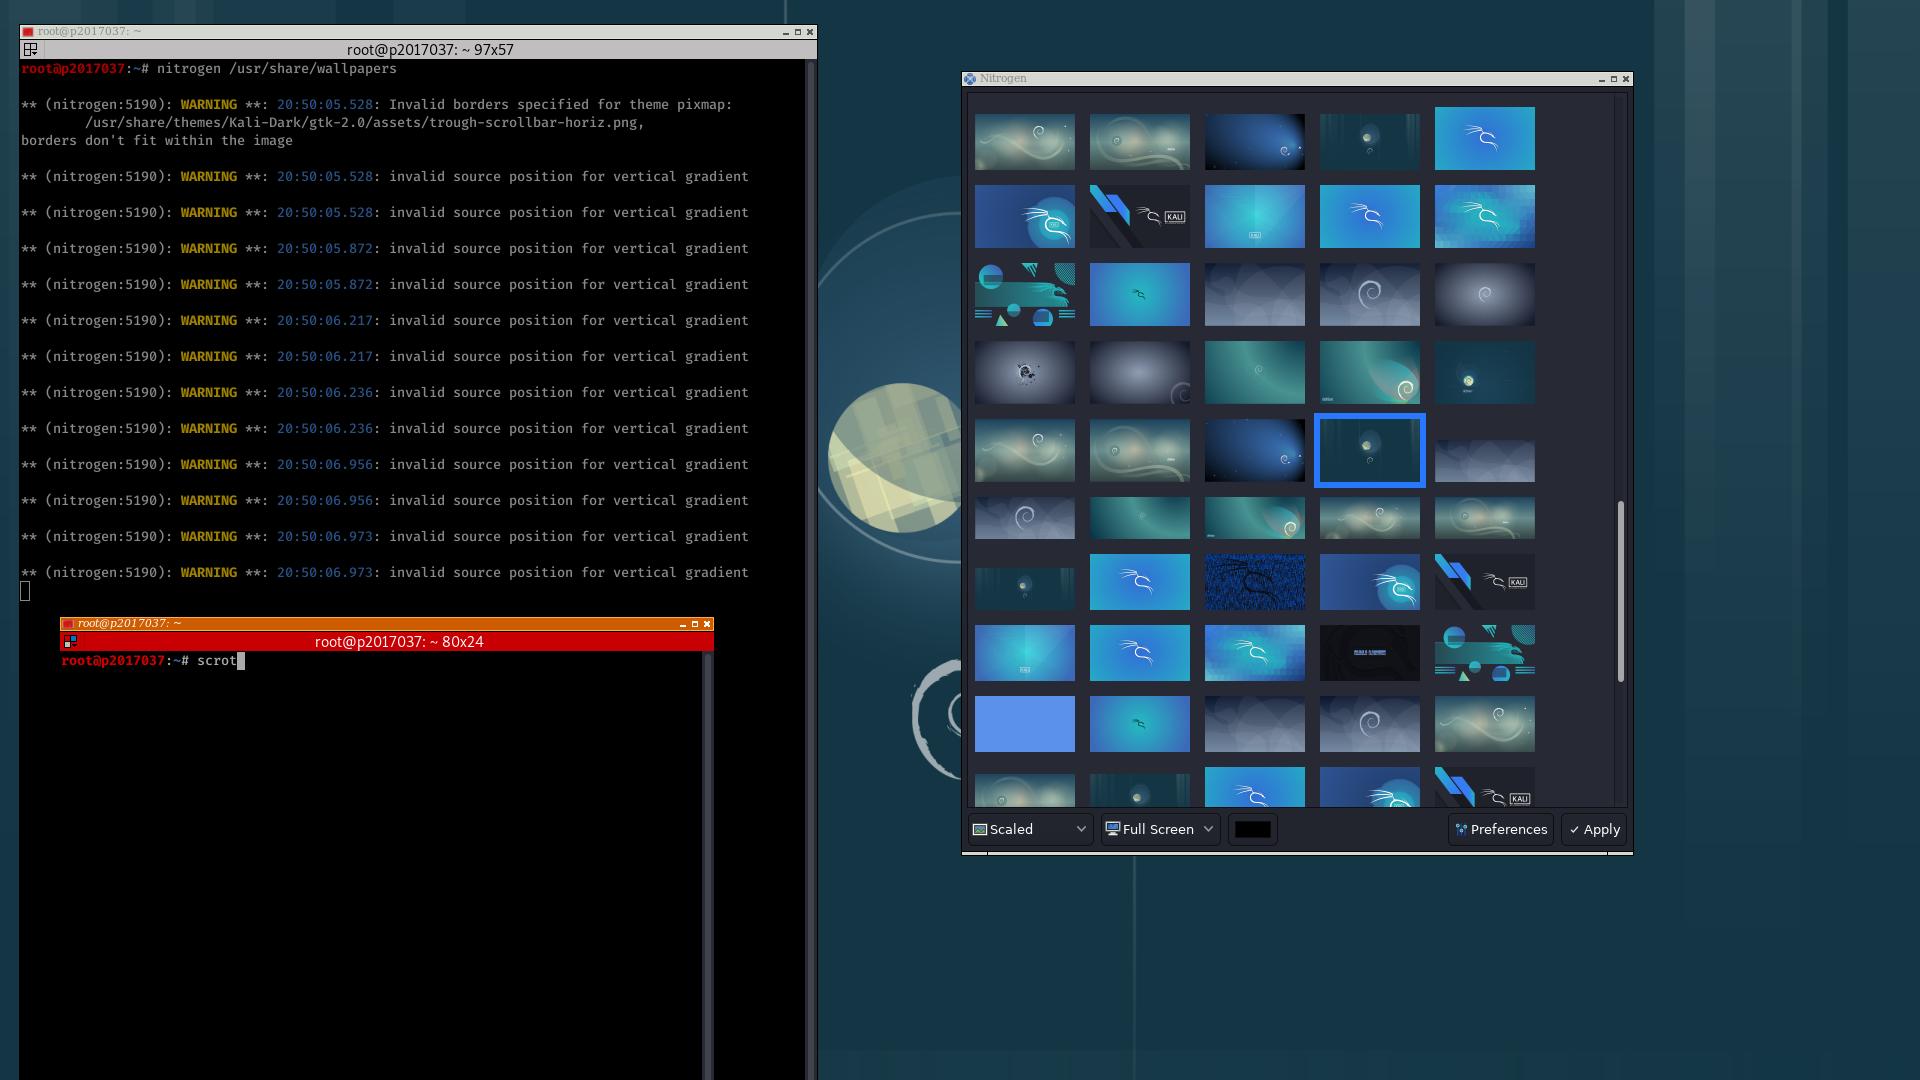 root@p2017037: ~
root@p2017037: ~ 97x57
root@p2017037:~# nitrogen /usr/share/wallpapers
** (nitrogen:5190): WARNING **: 20:50:05.528: Invalid borders specified for theme pixmap:
/usr/share/themes/Kali-Dark/gtk-2.0/assets/trough-scrollbar-horiz.png,
borders don't fit within the image
** (nitrogen:5190): WARNING **: 20:50:05.528: invalid source position for vertical gradient
** (nitrogen:5190): WARNING **: 20:50:05.528: invalid source position for vertical gradient
** (nitrogen:5190): WARNING **: 20:50:05.872: invalid source position for vertical gradient
** (nitrogen:5190): WARNING **: 20:50:05.872: invalid source position for vertical gradient
** (nitrogen:5190): WARNING **: 20:50:06.217: invalid source position for vertical gradient
** (nitrogen:5190): WARNING **: 20:50:06.217: invalid source position for vertical gradient
** (nitrogen:5190): WARNING **: 20:50:06.236: invalid source position for vertical gradient
** (nitrogen:5190): WARNING **: 20:50:06.236: invalid source position for vertical gradient
** (nitrogen:5190): WARNING **: 20:50:06.956: invalid source position for vertical gradient
** (nitrogen:5190): WARNING **: 20:50:06.956: invalid source position for vertical gradient
** (nitrogen:5190): WARNING **: 20:50:06.973: invalid source position for vertical gradient
** (nitrogen:5190): WARNING **: 20:50:06.973: invalid source position for vertical gradient
root@p2017037: ~
root@p2017037: ~ 80x24
root@p2017037:~# scrot
Nitrogen
KALI
KALI
KALI
KALI
KALI
Scaled
Full Screen
Preferences
Apply